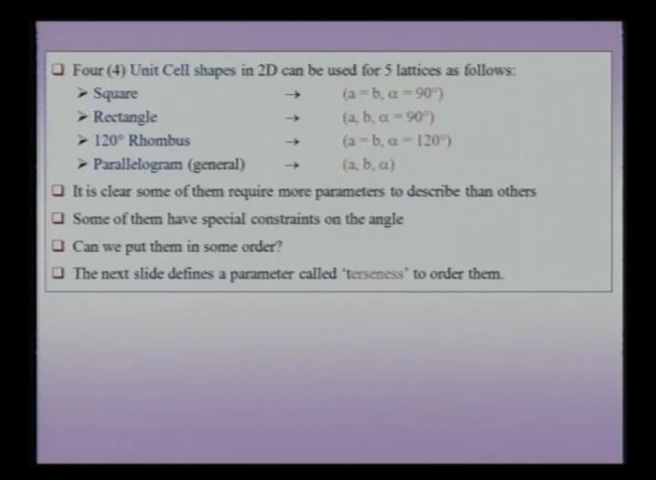 ❑ Four (4) Unit Cell shapes in 2D can be used for 5 lattices as follows:
➢ Square → (a = b, α = 90°)
➢ Rectangle → (a, b, α = 90°)
➢ 120° Rhombus → (a = b, α = 120°)
➢ Parallelogram (general) → (a, b, α)
❑ It is clear some of them require more parameters to describe than others
❑ Some of them have special constraints on the angle
❑ Can we put them in some order?
❑ The next slide defines a parameter called ‘terseness’ to order them.